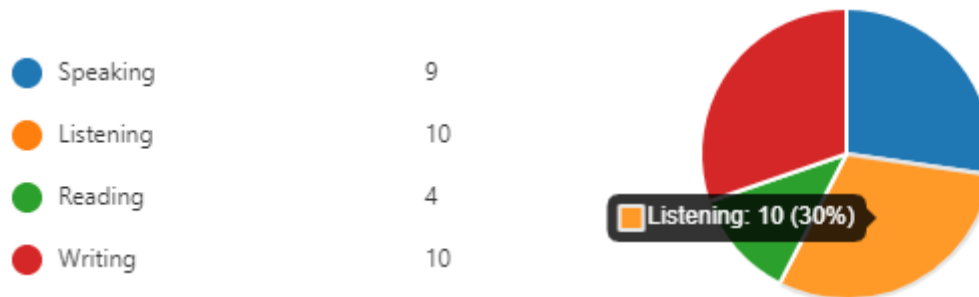 Speaking 9
Listening 10
Reading 4
Writing 10
Listening: 10 (30%)